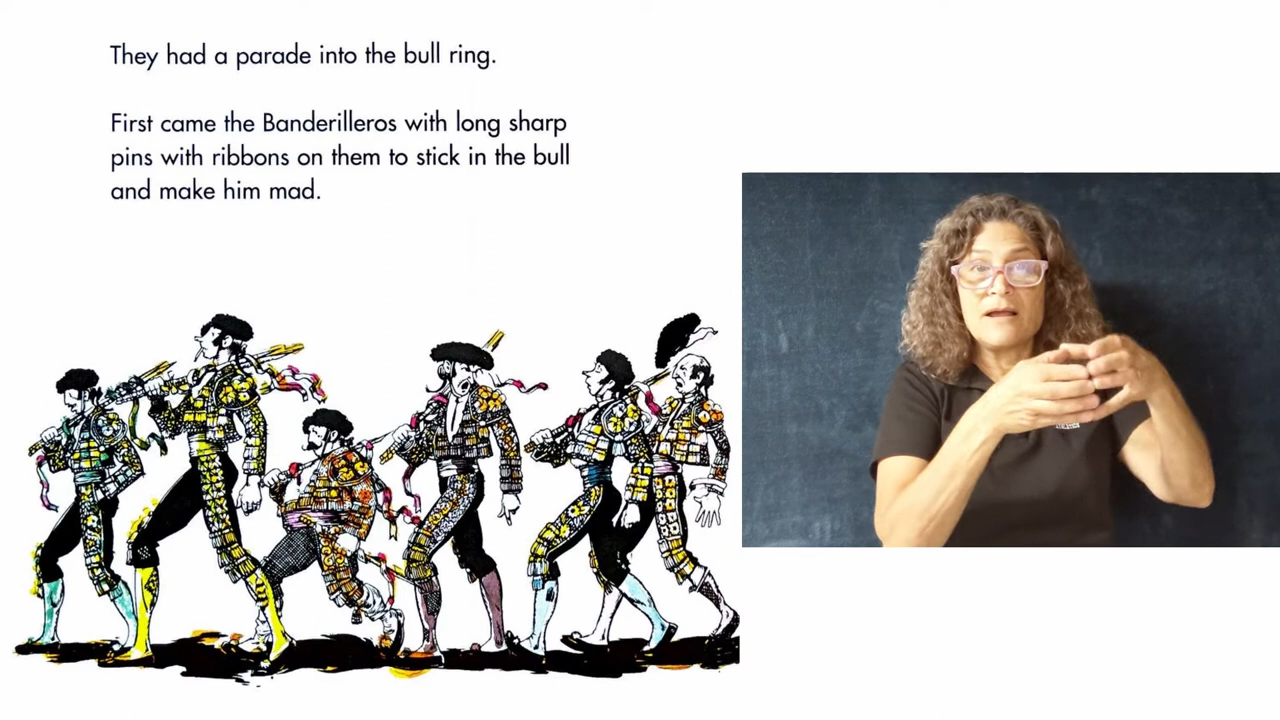 They had a parade into the bull ring.
First came the Banderilleros with long sharp
pins with ribbons on them to stick in the bull
and make him mad.